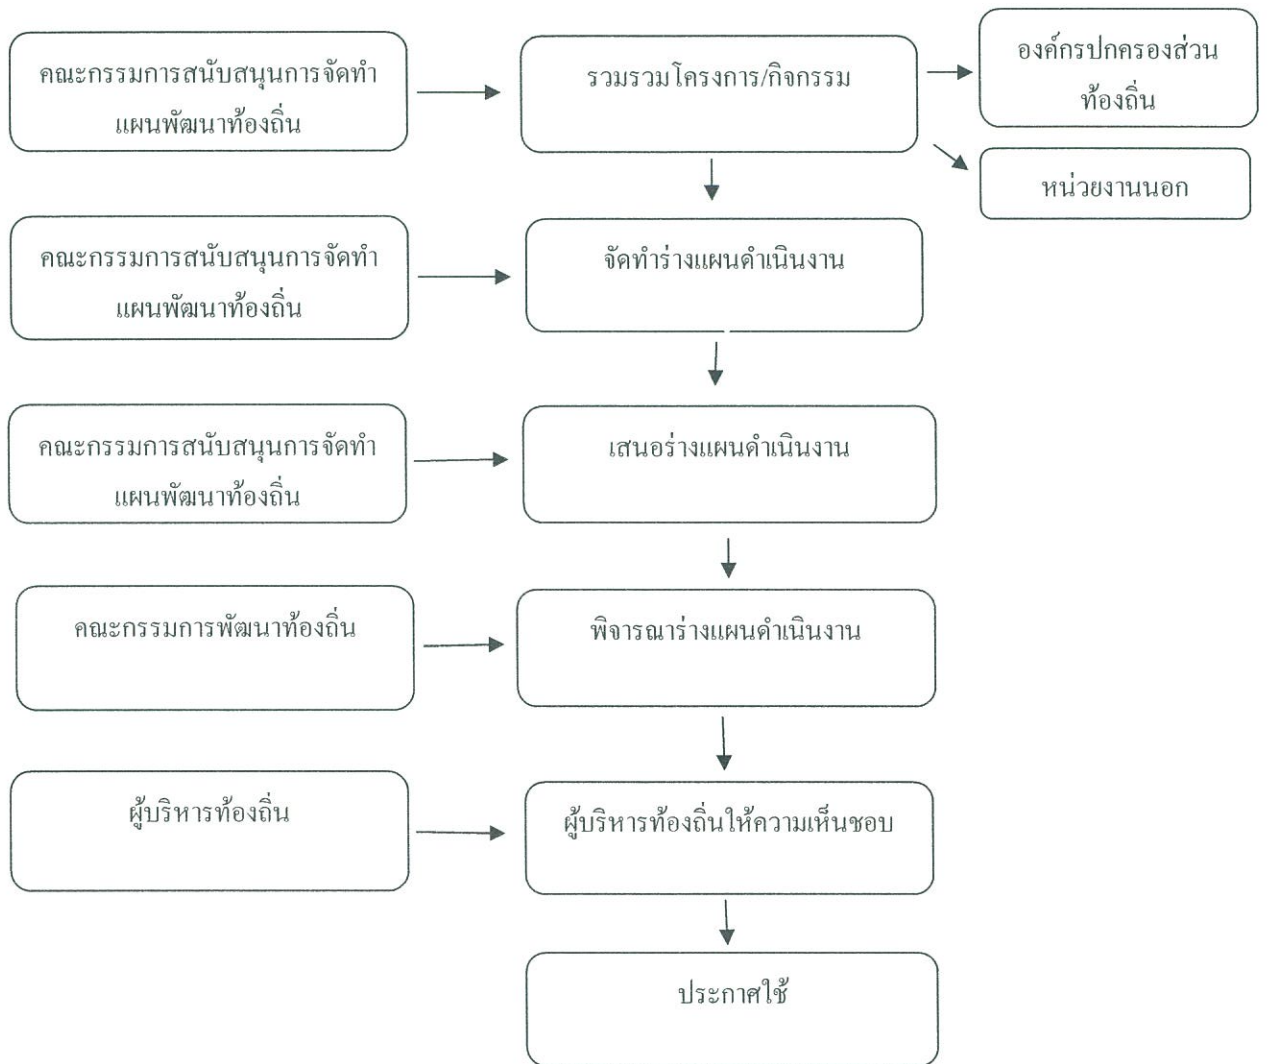 คณะกรรมการสนับสนุนการจัดทำ
แผนพัฒนาท้องถิ่น
รวมรวมโครงการ/กิจกรรม
องค์กรปกครองส่วน
ท้องถิ่น
หน่วยงานนอก
คณะกรรมการสนับสนุนการจัดทำ
แผนพัฒนาท้องถิ่น
จัดทำร่างแผนดำเนินงาน
คณะกรรมการสนับสนุนการจัดทำ
แผนพัฒนาท้องถิ่น
เสนอร่างแผนดำเนินงาน
คณะกรรมการพัฒนาท้องถิ่น
พิจารณาร่างแผนดำเนินงาน
ผู้บริหารท้องถิ่น
ผู้บริหารท้องถิ่นให้ความเห็นชอบ
ประกาศใช้